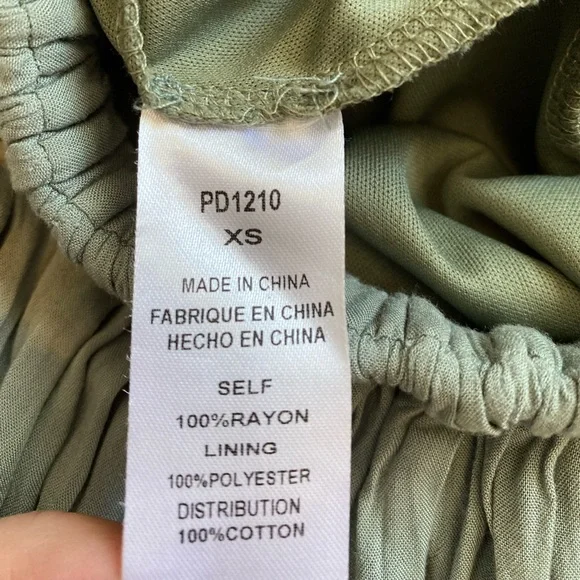 PD1210
XS
MADE IN CHINA
FABRIQUE EN CHINA
HECHO EN CHINA
SELF
100%RAYON
LINING
100%POLYESTER
DISTRIBUTION
100%COTTON